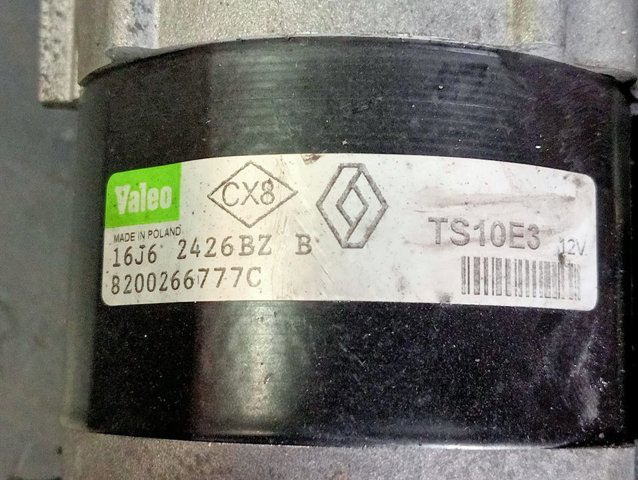 Valeo
CX8
MADE IN POLAND
TS10E3 12V
16J6 2426BZ B
8200266777C